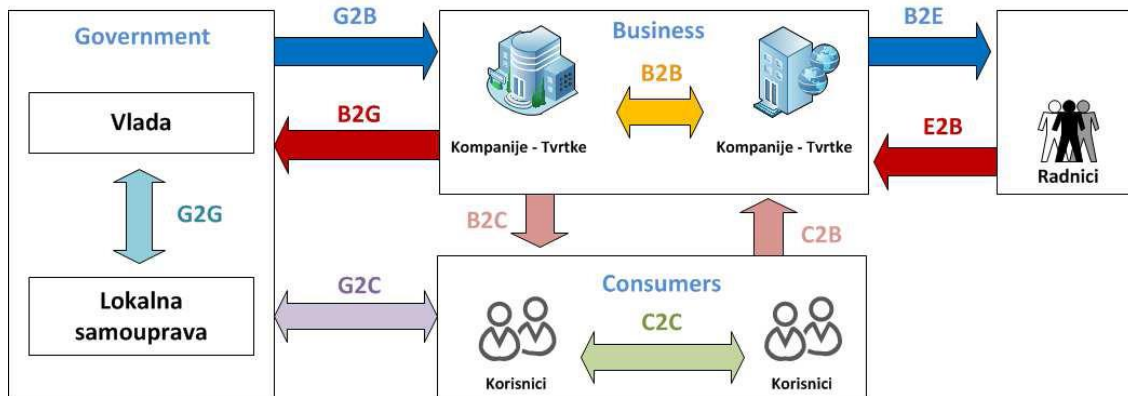 G2B
B2E
Government
Business
B2B
Vlada
B2G
E2B
Kompanije - Tvrtke
Kompanije - Tvrtke
Radnici
G2G
B2C
C2B
G2C
Consumers
Lokalna
samouprava
C2C
Korisnici
Korisnici